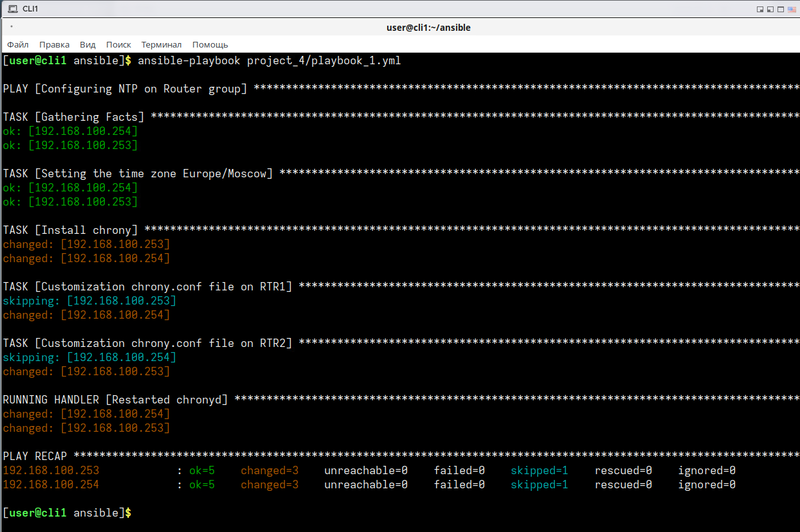 CLI1
user@cli1:~/ansible
Файл Правка Вид Поиск Терминал Помощь
[user@cli1 ansible]$ ansible-playbook project_4/playbook_1.yml
PLAY [Configuring NTP on Router group] **************************************************************************************
TASK [Gathering Facts] *****************************************************************************************************
ok: [192.168.100.254]
ok: [192.168.100.253]
TASK [Setting the time zone Europe/Moscow] *********************************************************************************
ok: [192.168.100.254]
ok: [192.168.100.253]
TASK [Install chrony] ******************************************************************************************************
changed: [192.168.100.253]
changed: [192.168.100.254]
TASK [Customization chrony.conf file on RTR1] ******************************************************************************
skipping: [192.168.100.253]
changed: [192.168.100.254]
TASK [Customization chrony.conf file on RTR2] ******************************************************************************
skipping: [192.168.100.254]
changed: [192.168.100.253]
RUNNING HANDLER [Restarted chronyd] ****************************************************************************************
changed: [192.168.100.254]
changed: [192.168.100.253]
PLAY RECAP *****************************************************************************************************************
192.168.100.253 : ok=5 changed=3 unreachable=0 failed=0 skipped=1 rescued=0 ignored=0
192.168.100.254 : ok=5 changed=3 unreachable=0 failed=0 skipped=1 rescued=0 ignored=0
[user@cli1 ansible]$